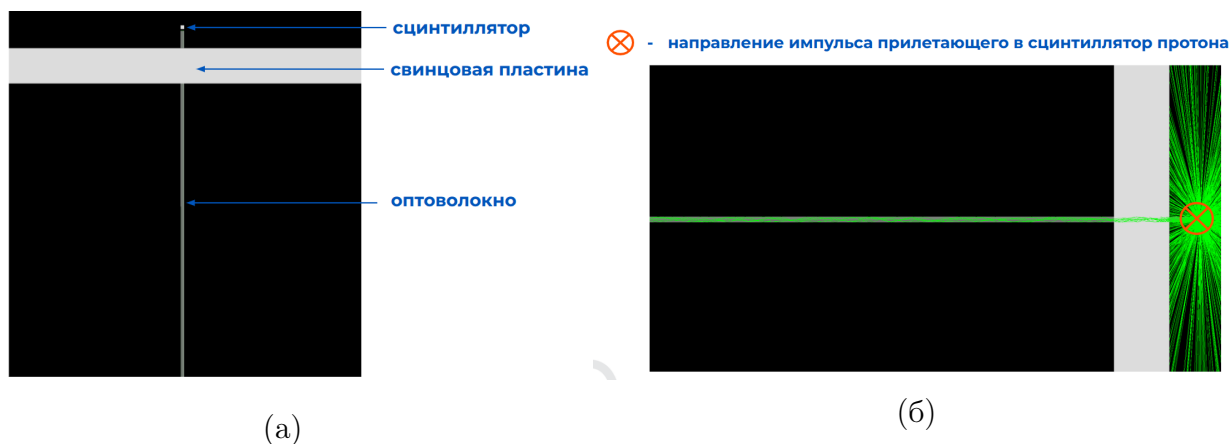 сцинтиллятор
свинцовая пластина
оптоволокно
- направление импульса прилетающего в сцинтиллятор протона
(а)
(б)